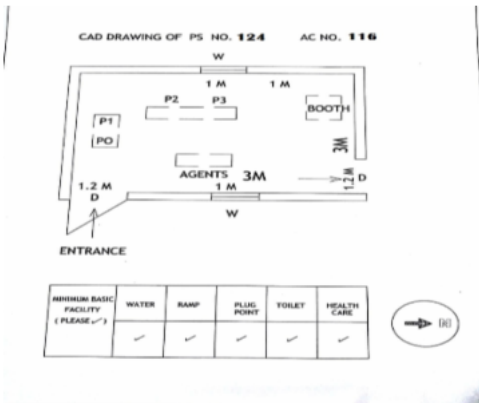 CAD DRAWING OF PS NO. 124 AC NO. 116
W
1 M 1 M
P2 P3
BOOTH
P1
PO
3M
AGENTS 3M
1.2 M 1 M 1.2 M D
D
W
ENTRANCE
MINIMUM BASIC FACILITY ( PLEASE ✓ ) WATER RAMP PLUG POINT TOILET HEALTH CARE
✓ ✓ ✓ ✓ ✓